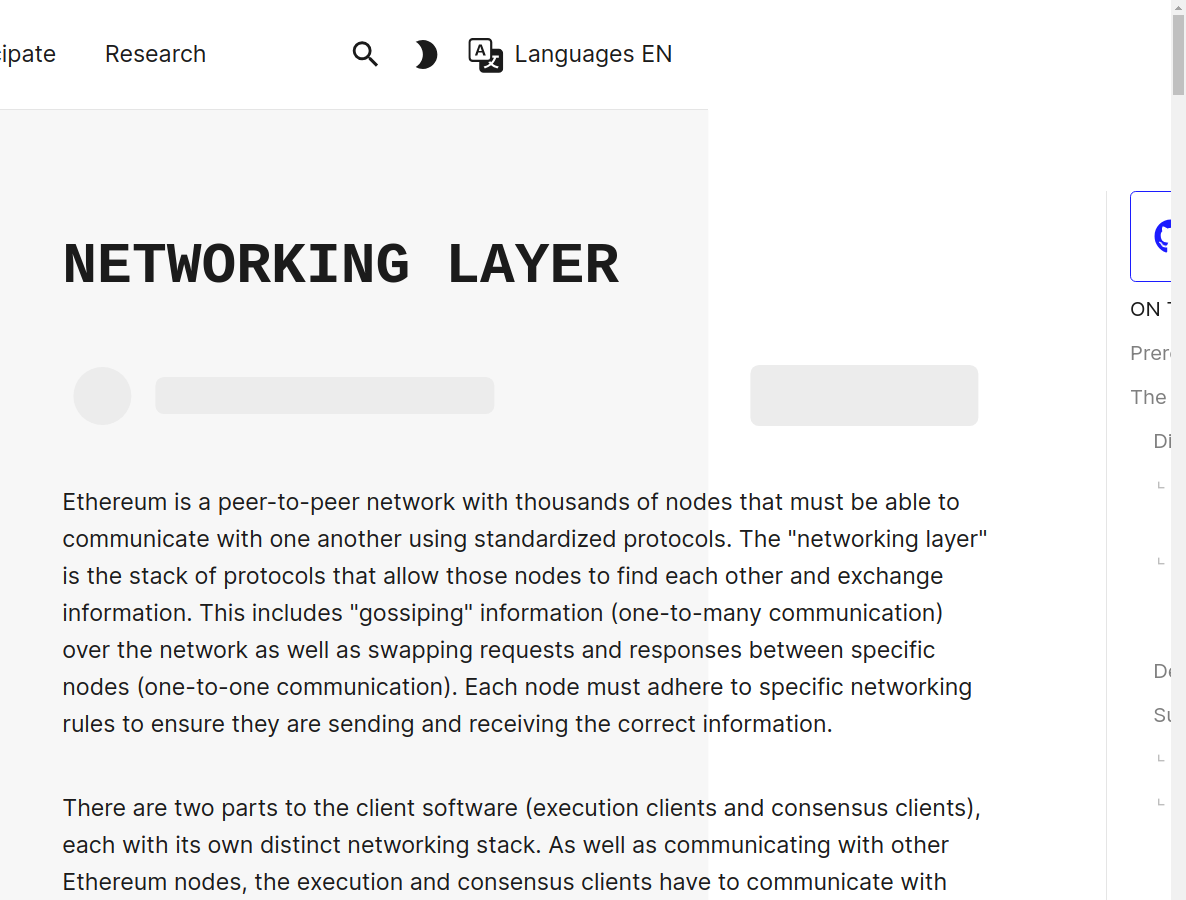 Research
Languages EN
NETWORKING LAYER
Ethereum is a peer-to-peer network with thousands of nodes that must be able to
communicate with one another using standardized protocols. The "networking layer"
is the stack of protocols that allow those nodes to find each other and exchange
information. This includes "gossiping" information (one-to-many communication)
over the network as well as swapping requests and responses between specific
nodes (one-to-one communication). Each node must adhere to specific networking
rules to ensure they are sending and receiving the correct information.
There are two parts to the client software (execution clients and consensus clients),
each with its own distinct networking stack. As well as communicating with other
Ethereum nodes, the execution and consensus clients have to communicate with
ON
The